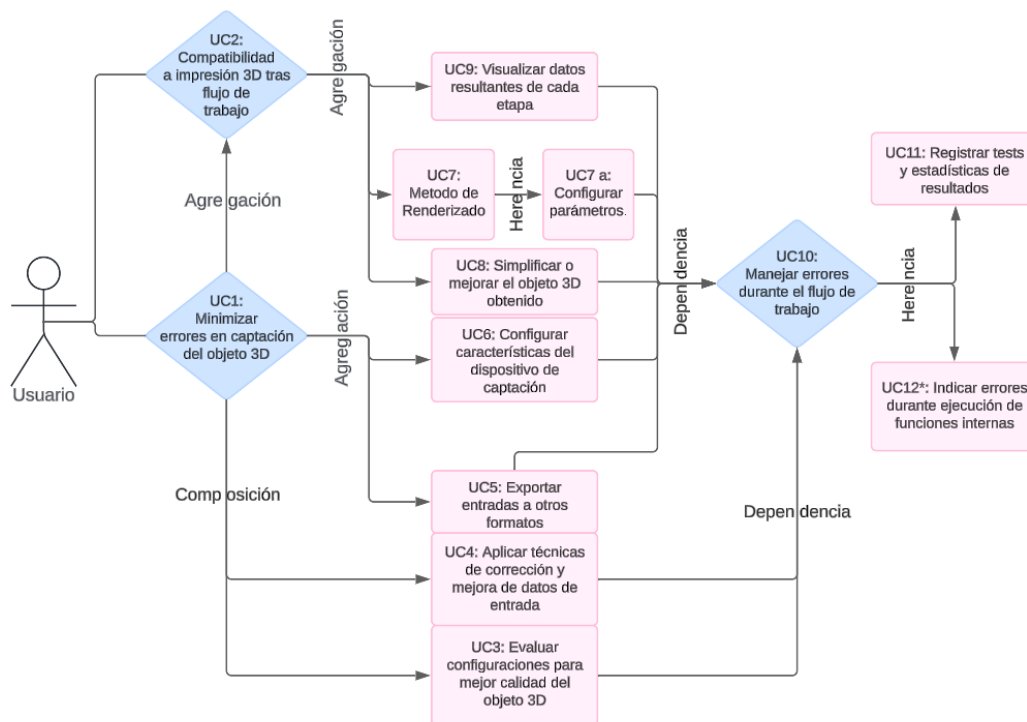 UC2:
Compatibilidad
a impresión 3D tras
flujo de
trabajo
Agregación
UC9: Visualizar datos
resultantes de cada
etapa
UC7:
Metodo de
Renderizado
Herencia
UC7 a:
Configurar
parámetros.
UC11: Registrar tests
y estadísticas de
resultados
Agregación
Dependencia
UC10:
Manejar errores
durante el flujo de
trabajo
Herencia
UC8: Simplificar o
mejorar el objeto 3D
obtenido
UC1:
Minimizar
errores en captación
del objeto 3D
Agregación
UC6: Configurar
características del
dispositivo de
captación
Usuario
UC12*: Indicar errores
durante ejecución de
funciones internas
Composición
UC5: Exportar
entradas a otros
formatos
Dependencia
UC4: Aplicar técnicas
de corrección y
mejora de datos de
entrada
UC3: Evaluar
configuraciones para
mejor calidad del
objeto 3D